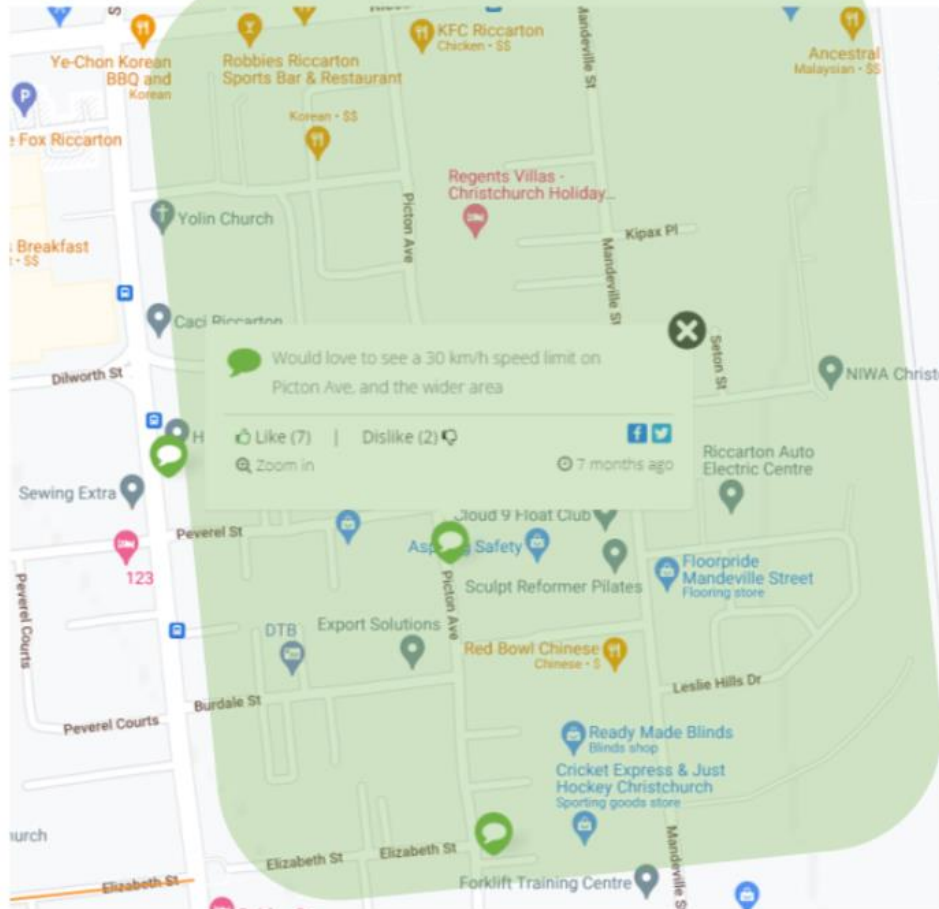 KFC Riccarton
Chicken • $$
Mandeville St
Ye-Chon Korean
BBQ and
Korean
Robbies Riccarton
Sports Bar & Restaurant
Ancestral
Malaysian • $$
P
Fox Riccarton
Korean • $$
Regents Villas -
Christchurch Holiday...
Picton Ave
Yolin Church
Kipax Pl
Breakfast
• $$
Mandeville St
Caci Riccarton
Seton St
Dilworth St
Would love to see a 30 km/h speed limit on
Picton Ave, and the wider area
NIWA Christ
H
Like (7) | Dislike (2)
Zoom in
7 months ago
Riccarton Auto
Electric Centre
Sewing Extra
Cloud 9 Float Club
Peverel St
Safety
123
Sculpt Reformer Pilates
Floorpride
Mandeville Street
Flooring store
Peverel Courts
Picton Ave
DTB
Export Solutions
Red Bowl Chinese
Chinese • $
Leslie Hills Dr
Burdale St
Peverel Courts
Ready Made Blinds
Blinds shop
Cricket Express & Just
Hockey Christchurch
Sporting goods store
urch
Mandeville S
Elizabeth St
Elizabeth St
Elizabeth St
Forklift Training Centre